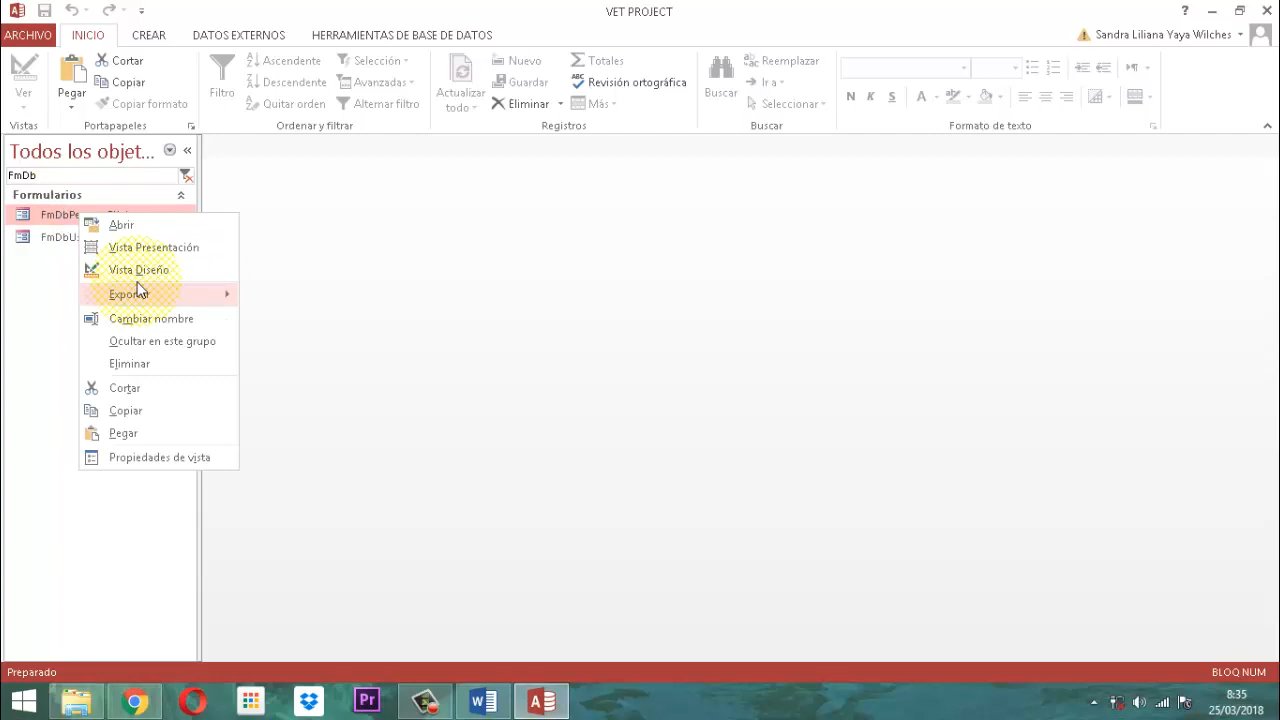 VET PROJECT
ARCHIVO INICIO CREAR DATOS EXTERNOS HERRAMIENTAS DE BASE DE DATOS Sandra Liliana Yaya Wilches
Ver
Vistas
Pegar
Cortar
Copiar
Copiar formato
Portapapeles
Filtro
Ascendente
Descendente
Quitar orden
Selección
Avanzadas
Alternar filtro
Ordenar y filtrar
Actualizar
todo
Nuevo
Guardar
Eliminar
Totales
Revisión ortográfica
Más
Registros
Buscar
Reemplazar
Ir a
Seleccionar
Buscar
N K S A
Formato de texto
Todos los objet...
FmDb
Formularios
Abrir
Vista Presentación
Vista Diseño
Exportar
Cambiar nombre
Ocultar en este grupo
Eliminar
Cortar
Copiar
Pegar
Propiedades de vista
Preparado
BLOQ NUM
Pr
8:35
25/03/2018